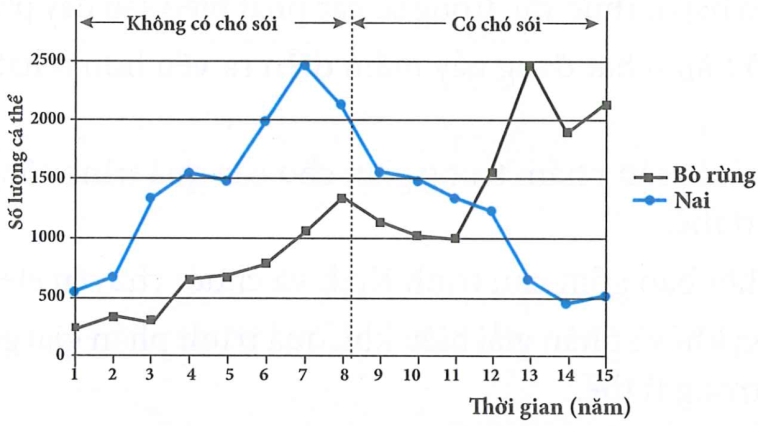 Không có chó sói
Có chó sói
Số lượng cá thể
2500
2000
1500
1000
500
0
1 2 3 4 5 6 7 8 9 10 11 12 13 14 15
Thời gian (năm)
Bò rừng
Nai